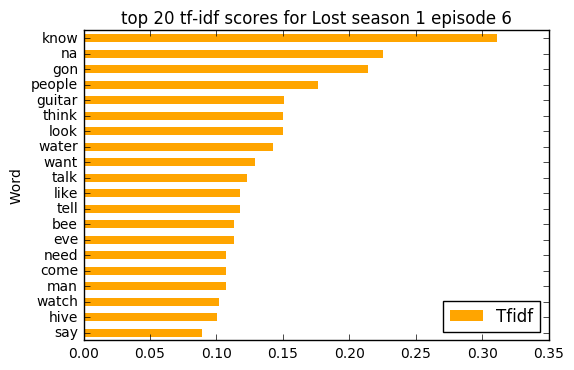 top 20 tf-idf scores for Lost season 1 episode 6
Word
know
na
gon
people
guitar
think
look
water
want
talk
like
tell
bee
eve
need
come
man
watch
hive
say
Tfidf
0.00 0.05 0.10 0.15 0.20 0.25 0.30 0.35